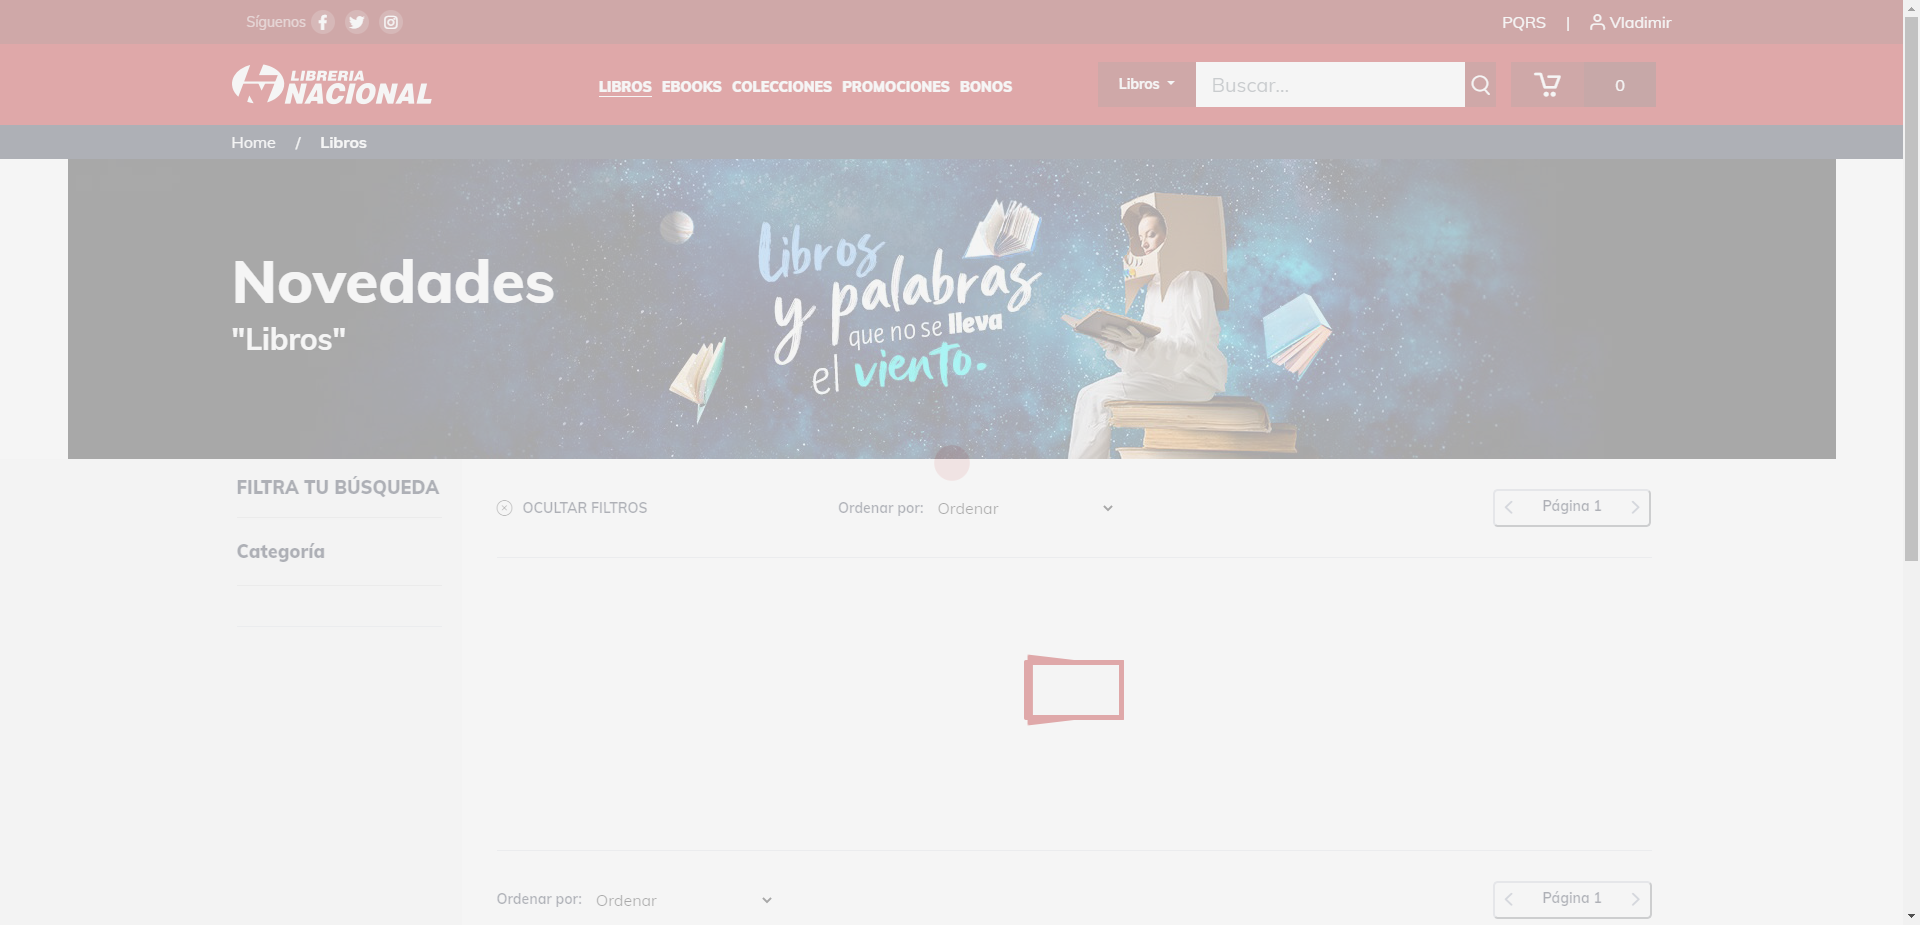 Síguenos
PQRS | Vladimir
LIBRERIA
NACIONAL
LIBROS EBOOKS COLECCIONES PROMOCIONES BONOS
Libros
Buscar...
0
Home / Libros
Novedades
"Libros"
Libros
y palabras
que no se lleva
el viento.
FILTRA TU BÚSQUEDA
Categoría
OCULTAR FILTROS
Ordenar por: Ordenar
Página 1
Ordenar por: Ordenar
Página 1